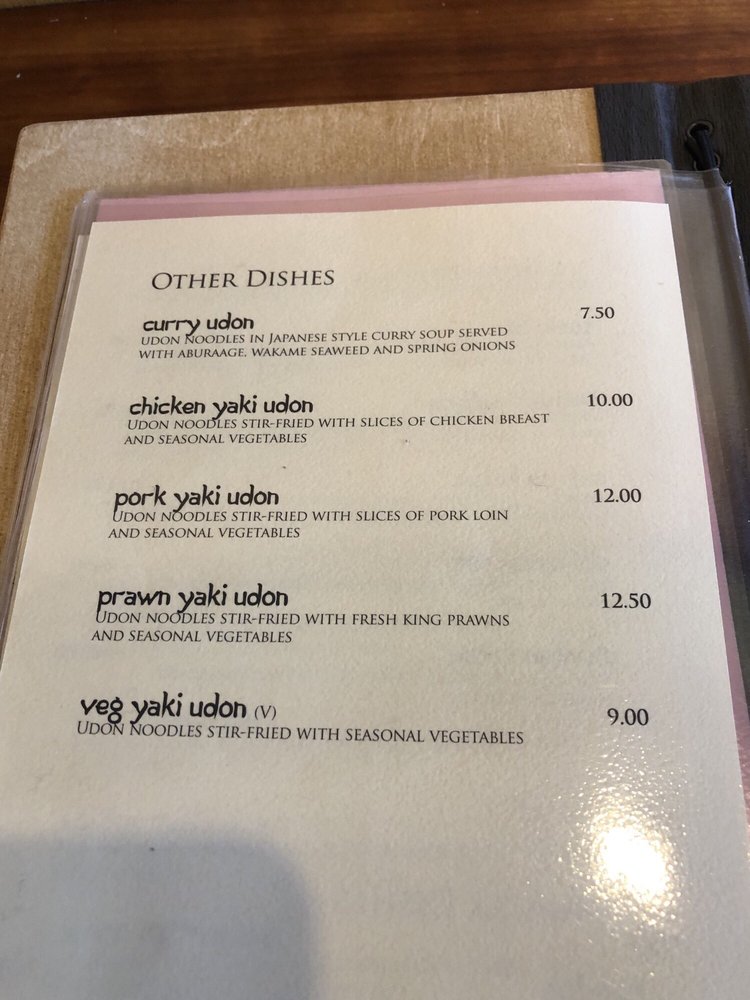 Other Dishes
curry udon 7.50
Udon noodles in Japanese style curry soup served
with aburaage, wakame seaweed and spring onions
chicken yaki udon 10.00
Udon noodles stir-fried with slices of chicken breast
and seasonal vegetables
pork yaki udon 12.00
Udon noodles stir-fried with slices of pork loin
and seasonal vegetables
prawn yaki udon 12.50
Udon noodles stir-fried with fresh king prawns
and seasonal vegetables
veg yaki udon (V) 9.00
Udon noodles stir-fried with seasonal vegetables